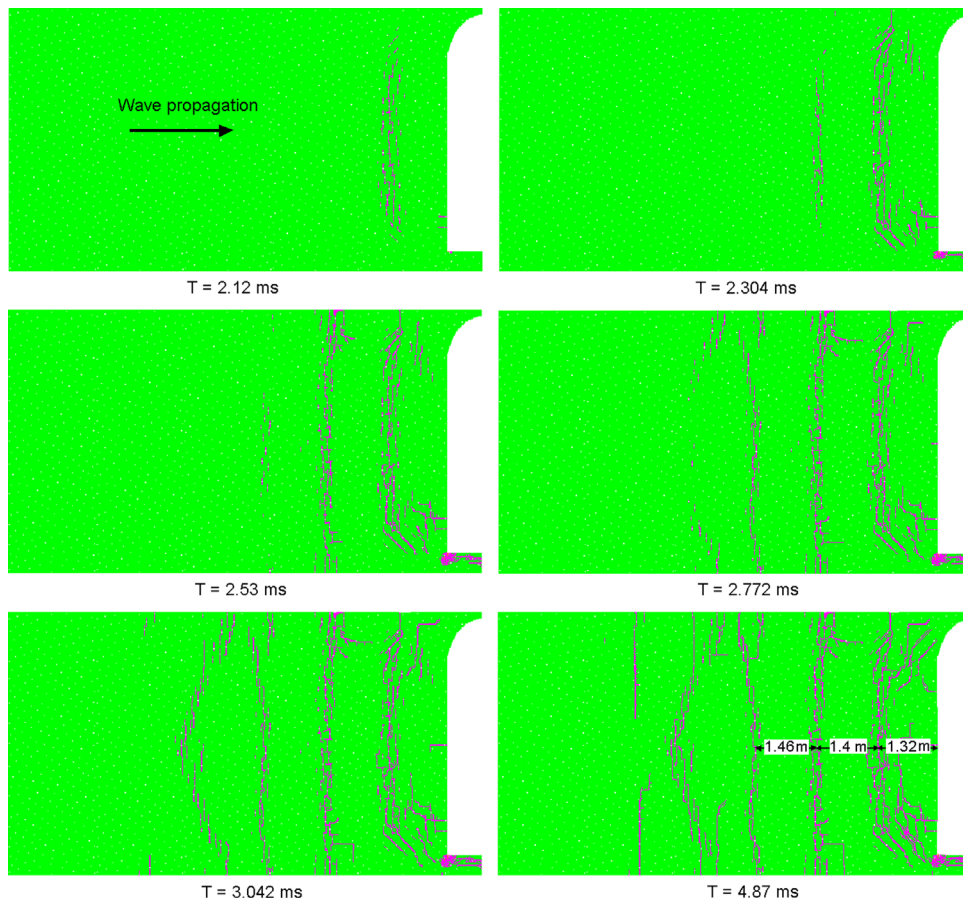 Wave propagation
T = 2.12 ms
T = 2.304 ms
T = 2.53 ms
T = 2.772 ms
1.46m
1.4 m
1.32m
T = 3.042 ms
T = 4.87 ms